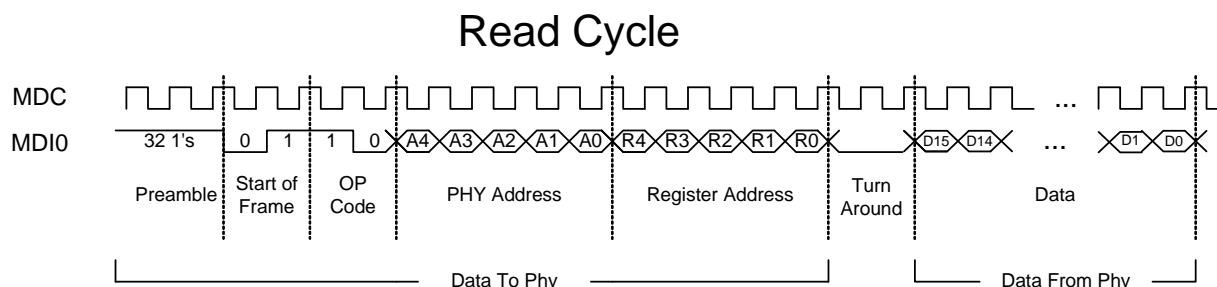 Read Cycle
MDC ...
MDI0 32 1's 0 1 1 0 A4 A3 A2 A1 A0 R4 R3 R2 R1 R0 D15 D14 ... D1 D0
Preamble Start of Frame OP Code PHY Address Register Address Turn Around Data
Data To Phy Data From Phy